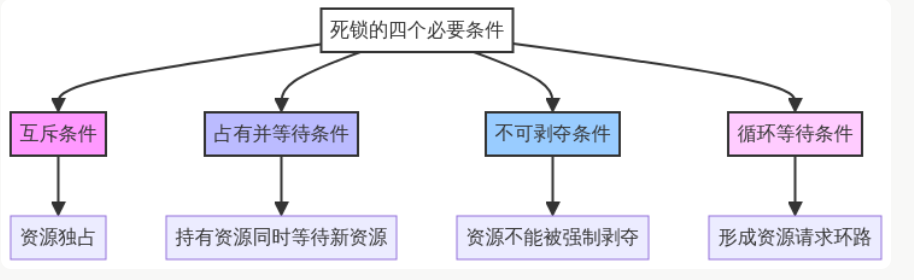 死锁的四个必要条件
互斥条件
占有并等待条件
不可剥夺条件
循环等待条件
资源独占
持有资源同时等待新资源
资源不能被强制剥夺
形成资源请求环路